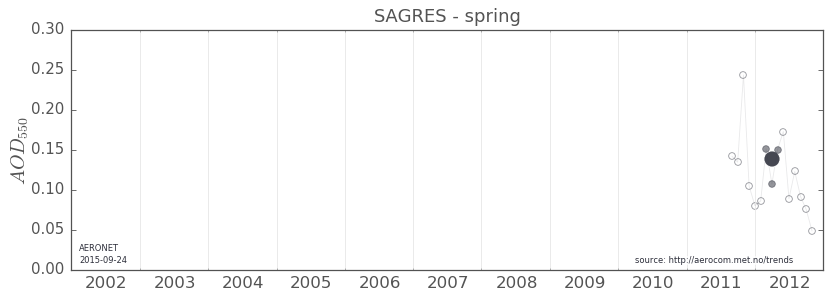 SAGRES - spring
0.30
0.25
0.20
0.15
0.10
0.05
0.00
AOD550
AERONET
2015-09-24
source: http://aerocom.met.no/trends
2002 2003 2004 2005 2006 2007 2008 2009 2010 2011 2012